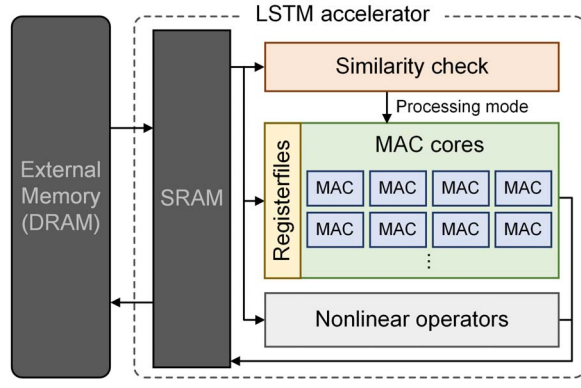 LSTM accelerator
External
Memory
(DRAM)
SRAM
Similarity check
Processing mode
Registerfiles
MAC cores
MAC MAC MAC MAC
MAC MAC MAC MAC
⋮
Nonlinear operators